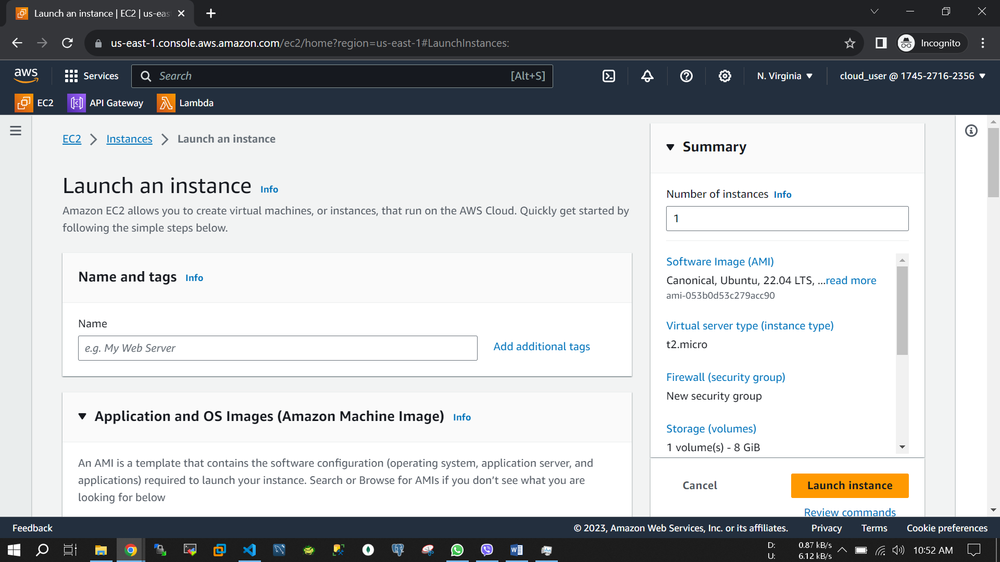 Launch an instance | EC2 | us-eas
us-east-1.console.aws.amazon.com/ec2/home?region=us-east-1#LaunchInstances:
Incognito
aws
Services
Search
[Alt+S]
N. Virginia
cloud_user @ 1745-2716-2356
EC2
API Gateway
Lambda
EC2
Instances
Launch an instance
Launch an instance Info
Amazon EC2 allows you to create virtual machines, or instances, that run on the AWS Cloud. Quickly get started by
following the simple steps below.
Name and tags Info
Name
e.g. My Web Server
Add additional tags
Application and OS Images (Amazon Machine Image) Info
An AMI is a template that contains the software configuration (operating system, application server, and
applications) required to launch your instance. Search or Browse for AMIs if you don’t see what you are
looking for below
Summary
Number of instances Info
1
Software Image (AMI)
Canonical, Ubuntu, 22.04 LTS, ...read more
ami-053b0d53c279acc90
Virtual server type (instance type)
t2.micro
Firewall (security group)
New security group
Storage (volumes)
1 volume(s) - 8 GiB
Cancel
Launch instance
Review commands
Feedback
© 2023, Amazon Web Services, Inc. or its affiliates.
Privacy
Terms
Cookie preferences
D: 0.87 kB/s
U: 6.12 kB/s
10:52 AM